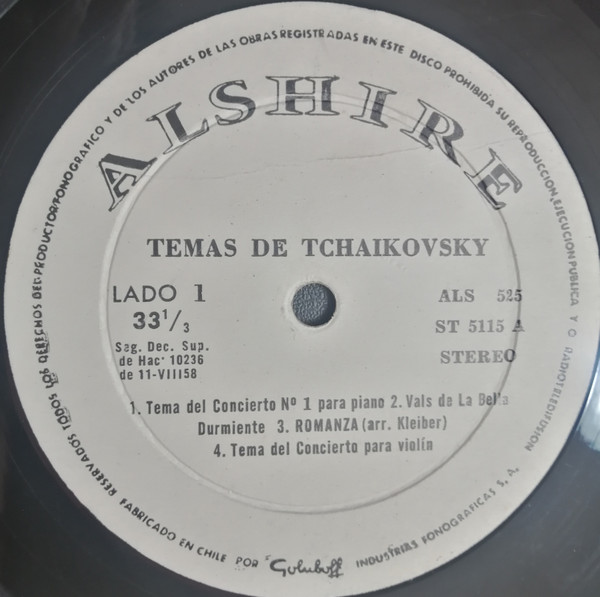 RESERVADOS TODOS LOS DERECHOS DEL PRODUCTOR FONOGRAFICO Y DE LOS AUTORES DE LAS OBRAS REGISTRADAS EN ESTE DISCO PROHIBIDA SU REPRODUCCION, EJECUCION PUBLICA Y O RADIOTELEDIFUSION
ALSHIRE
TEMAS DE TCHAIKOVSKY
LADO 1
33 1/3
Seg. Dec. Sup.
de Hac. 10236
de 11-VIII58
ALS 525
ST 5115 A
STEREO
1. Tema del Concierto Nº 1 para piano 2. Vals de La Bella
Durmiente 3. ROMANZA (arr. Kleiber)
4. Tema del Concierto para violín
FABRICADO EN CHILE POR Goluboff INDUSTRIAS FONOGRAFICAS S, A,